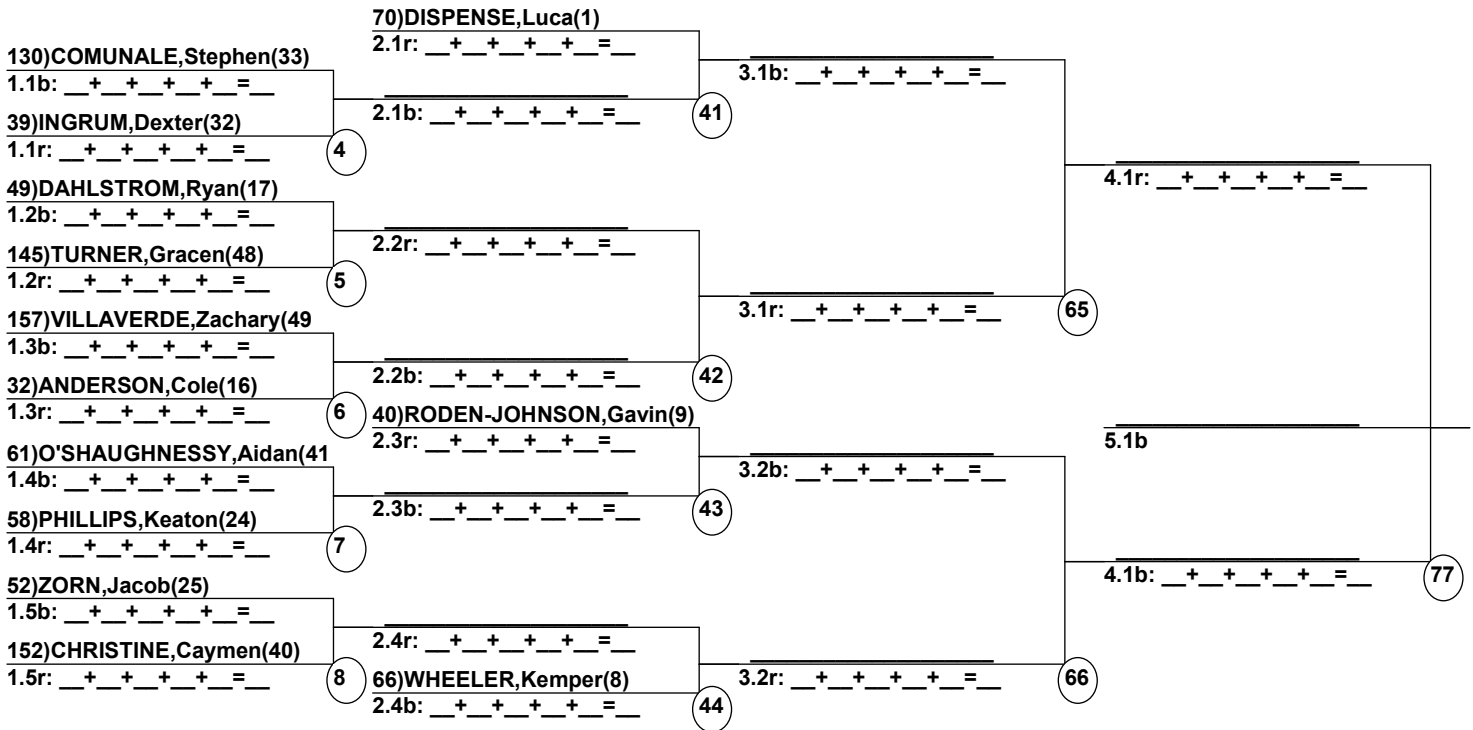 130)COMUNALE,Stephen(33)
1.1b: __+__+__+__+__=__
39)INGRUM,Dexter(32)
1.1r: __+__+__+__+__=__
4
49)DAHLSTROM,Ryan(17)
1.2b: __+__+__+__+__=__
145)TURNER,Gracen(48)
1.2r: __+__+__+__+__=__
5
157)VILLAVERDE,Zachary(49
1.3b: __+__+__+__+__=__
32)ANDERSON,Cole(16)
1.3r: __+__+__+__+__=__
6
61)O'SHAUGHNESSY,Aidan(41
1.4b: __+__+__+__+__=__
58)PHILLIPS,Keaton(24)
1.4r: __+__+__+__+__=__
7
52)ZORN,Jacob(25)
1.5b: __+__+__+__+__=__
152)CHRISTINE,Caymen(40)
1.5r: __+__+__+__+__=__
8
70)DISPENSE,Luca(1)
2.1r: __+__+__+__+__=__
2.1b: __+__+__+__+__=__
41
2.2r: __+__+__+__+__=__
2.2b: __+__+__+__+__=__
42
40)RODEN-JOHNSON,Gavin(9)
2.3r: __+__+__+__+__=__
2.3b: __+__+__+__+__=__
43
2.4r: __+__+__+__+__=__
66)WHEELER,Kemper(8)
2.4b: __+__+__+__+__=__
44
3.1b: __+__+__+__+__=__
3.1r: __+__+__+__+__=__
65
3.2b: __+__+__+__+__=__
3.2r: __+__+__+__+__=__
66
4.1r: __+__+__+__+__=__
5.1b
4.1b: __+__+__+__+__=__
77